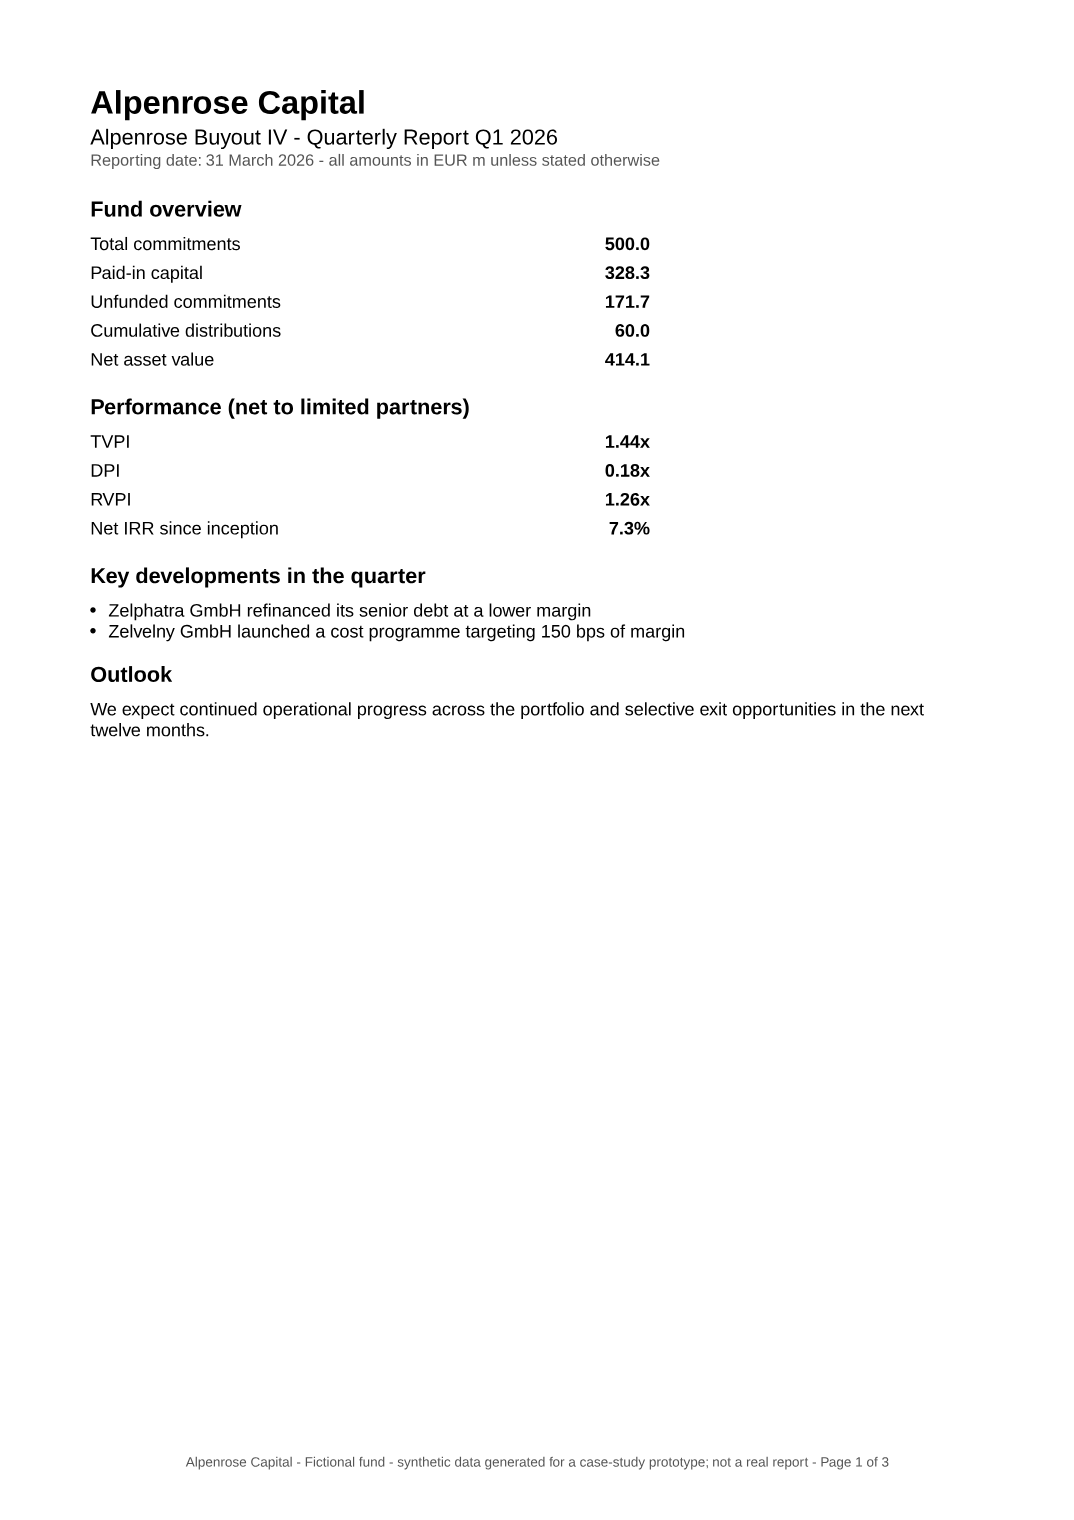 Alpenrose Capital
Alpenrose Buyout IV - Quarterly Report Q1 2026
Reporting date: 31 March 2026 - all amounts in EUR m unless stated otherwise
Fund overview
Total commitments 500.0
Paid-in capital 328.3
Unfunded commitments 171.7
Cumulative distributions 60.0
Net asset value 414.1
Performance (net to limited partners)
TVPI 1.44x
DPI 0.18x
RVPI 1.26x
Net IRR since inception 7.3%
Key developments in the quarter
• Zelphatra GmbH refinanced its senior debt at a lower margin
• Zelvelny GmbH launched a cost programme targeting 150 bps of margin
Outlook
We expect continued operational progress across the portfolio and selective exit opportunities in the next
twelve months.
Alpenrose Capital - Fictional fund - synthetic data generated for a case-study prototype; not a real report - Page 1 of 3